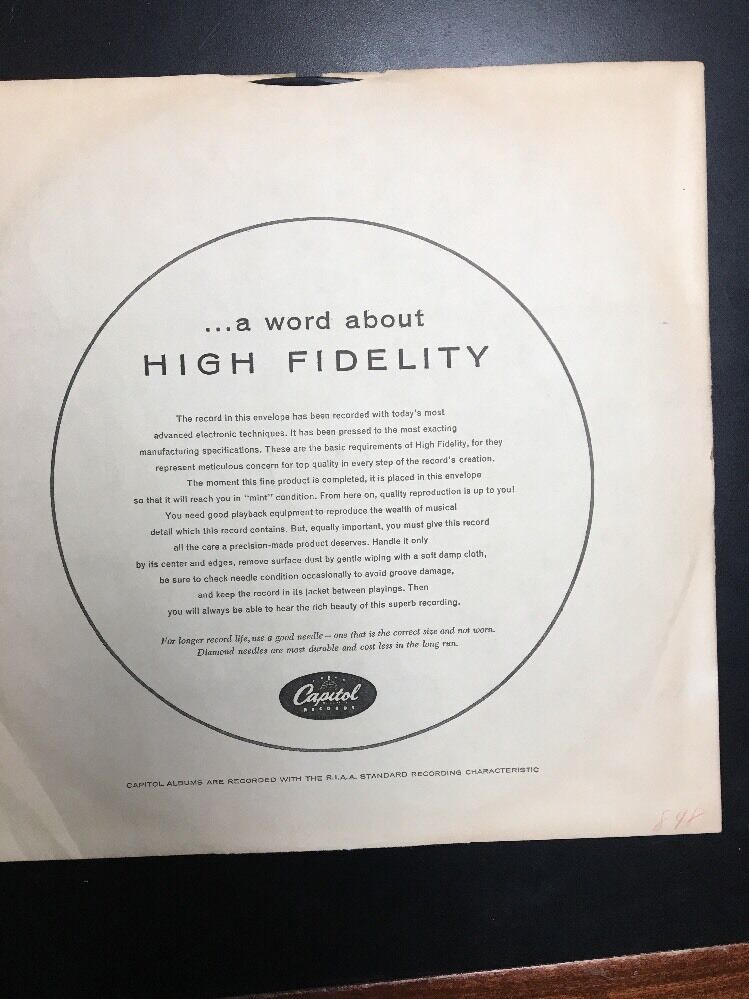 ...a word about
HIGH FIDELITY
The record in this envelope has been recorded with today's most
advanced electronic techniques. It has been pressed to the most exacting
manufacturing specifications. These are the basic requirements of High Fidelity, for they
represent meticulous concern for top quality in every step of the record's creation.
The moment this fine product is completed, it is placed in this envelope
so that it will reach you in "mint" condition. From here on, quality reproduction is up to you!
You need good playback equipment to reproduce the wealth of musical
detail which this record contains. But, equally important, you must give this record
all the care a precision-made product deserves. Handle it only
by its center and edges, remove surface dust by gentle wiping with a soft damp cloth,
be sure to check needle condition occasionally to avoid groove damage,
and keep the record in its jacket between playings. Then
you will always be able to hear the rich beauty of this superb recording.
For longer record life, use a good needle — one that is the correct size and not worn.
Diamond needles are most durable and cost less in the long run.
Capitol
RECORDS
CAPITOL ALBUMS ARE RECORDED WITH THE R.I.A.A. STANDARD RECORDING CHARACTERISTIC
898